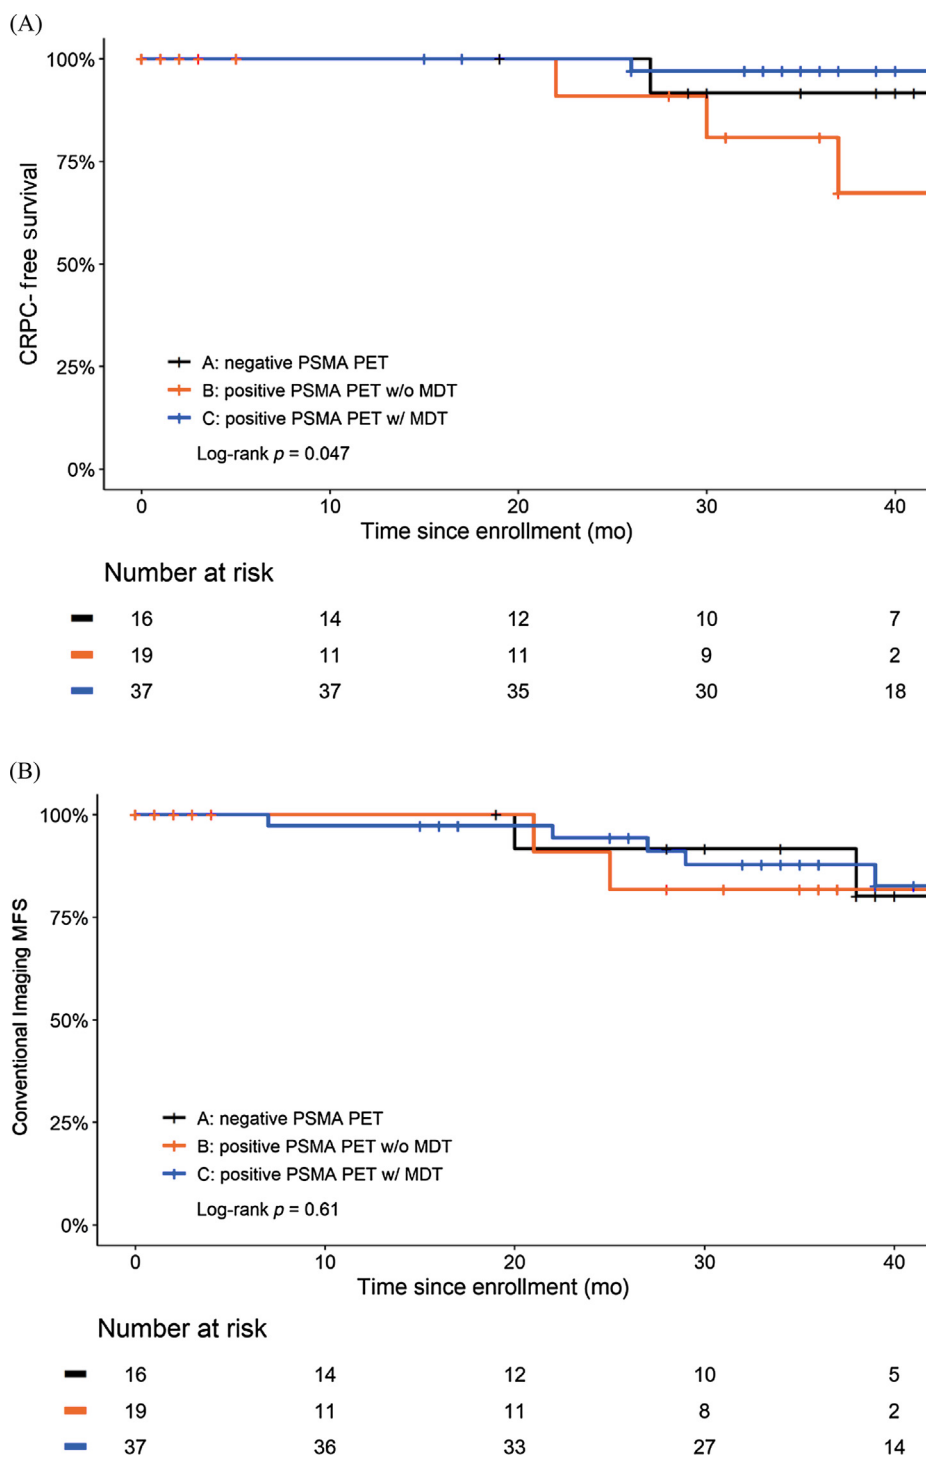 (A)
100%
75%
50%
25%
0%
CRPC- free survival
A: negative PSMA PET
B: positive PSMA PET w/o MDT
C: positive PSMA PET w/ MDT
Log-rank p = 0.047
0 10 20 30 40
Time since enrollment (mo)
Number at risk
16 14 12 10 7
19 11 11 9 2
37 37 35 30 18
(B)
100%
75%
50%
25%
0%
Conventional Imaging MFS
A: negative PSMA PET
B: positive PSMA PET w/o MDT
C: positive PSMA PET w/ MDT
Log-rank p = 0.61
0 10 20 30 40
Time since enrollment (mo)
Number at risk
16 14 12 10 5
19 11 11 8 2
37 36 33 27 14